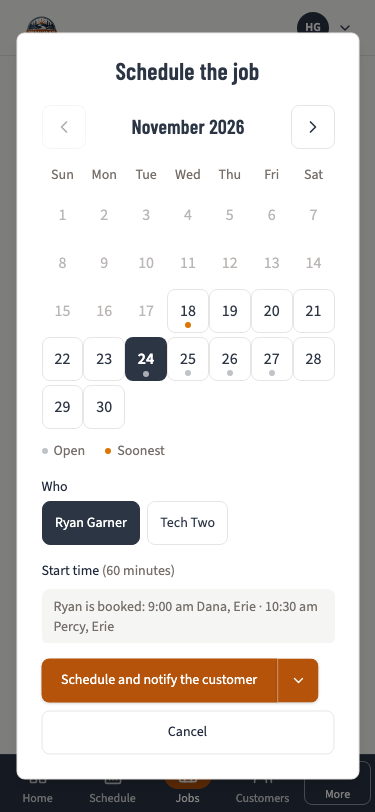 HG
Schedule the job
November 2026
Sun Mon Tue Wed Thu Fri Sat
1 2 3 4 5 6 7
8 9 10 11 12 13 14
15 16 17 18 19 20 21
22 23 24 25 26 27 28
29 30
Open Soonest
Who
Ryan Garner Tech Two
Start time (60 minutes)
Ryan is booked: 9:00 am Dana, Erie · 10:30 am
Percy, Erie
Schedule and notify the customer
Cancel
Home Schedule Jobs Customers More